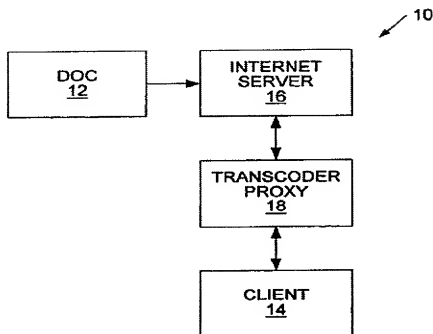 10
DOC
12
INTERNET
SERVER
16
TRANSCODER
PROXY
18
CLIENT
14